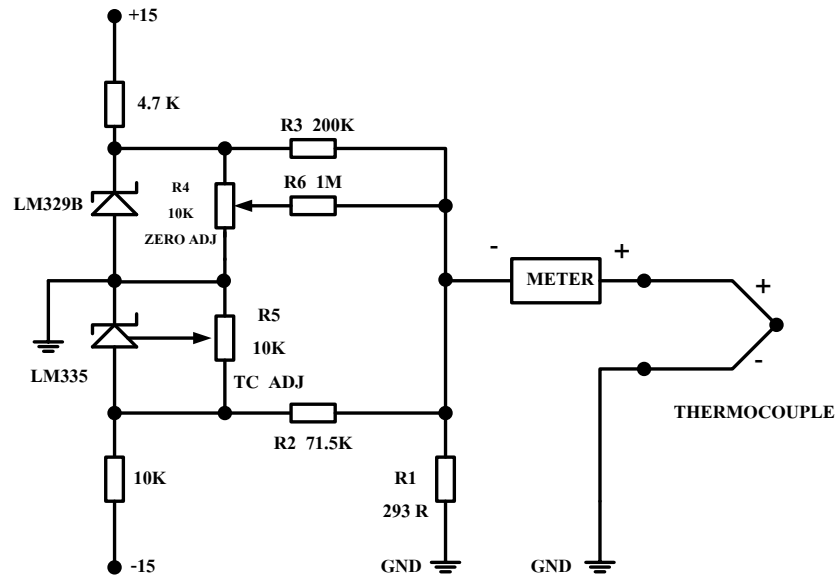 +15
4.7 K
R3 200K
R4
10K
ZERO ADJ
R6 1M
LM329B
-
+
METER
+
-
R5
10K
TC ADJ
LM335
THERMOCOUPLE
R2 71.5K
10K
R1
293 R
-15
GND
GND